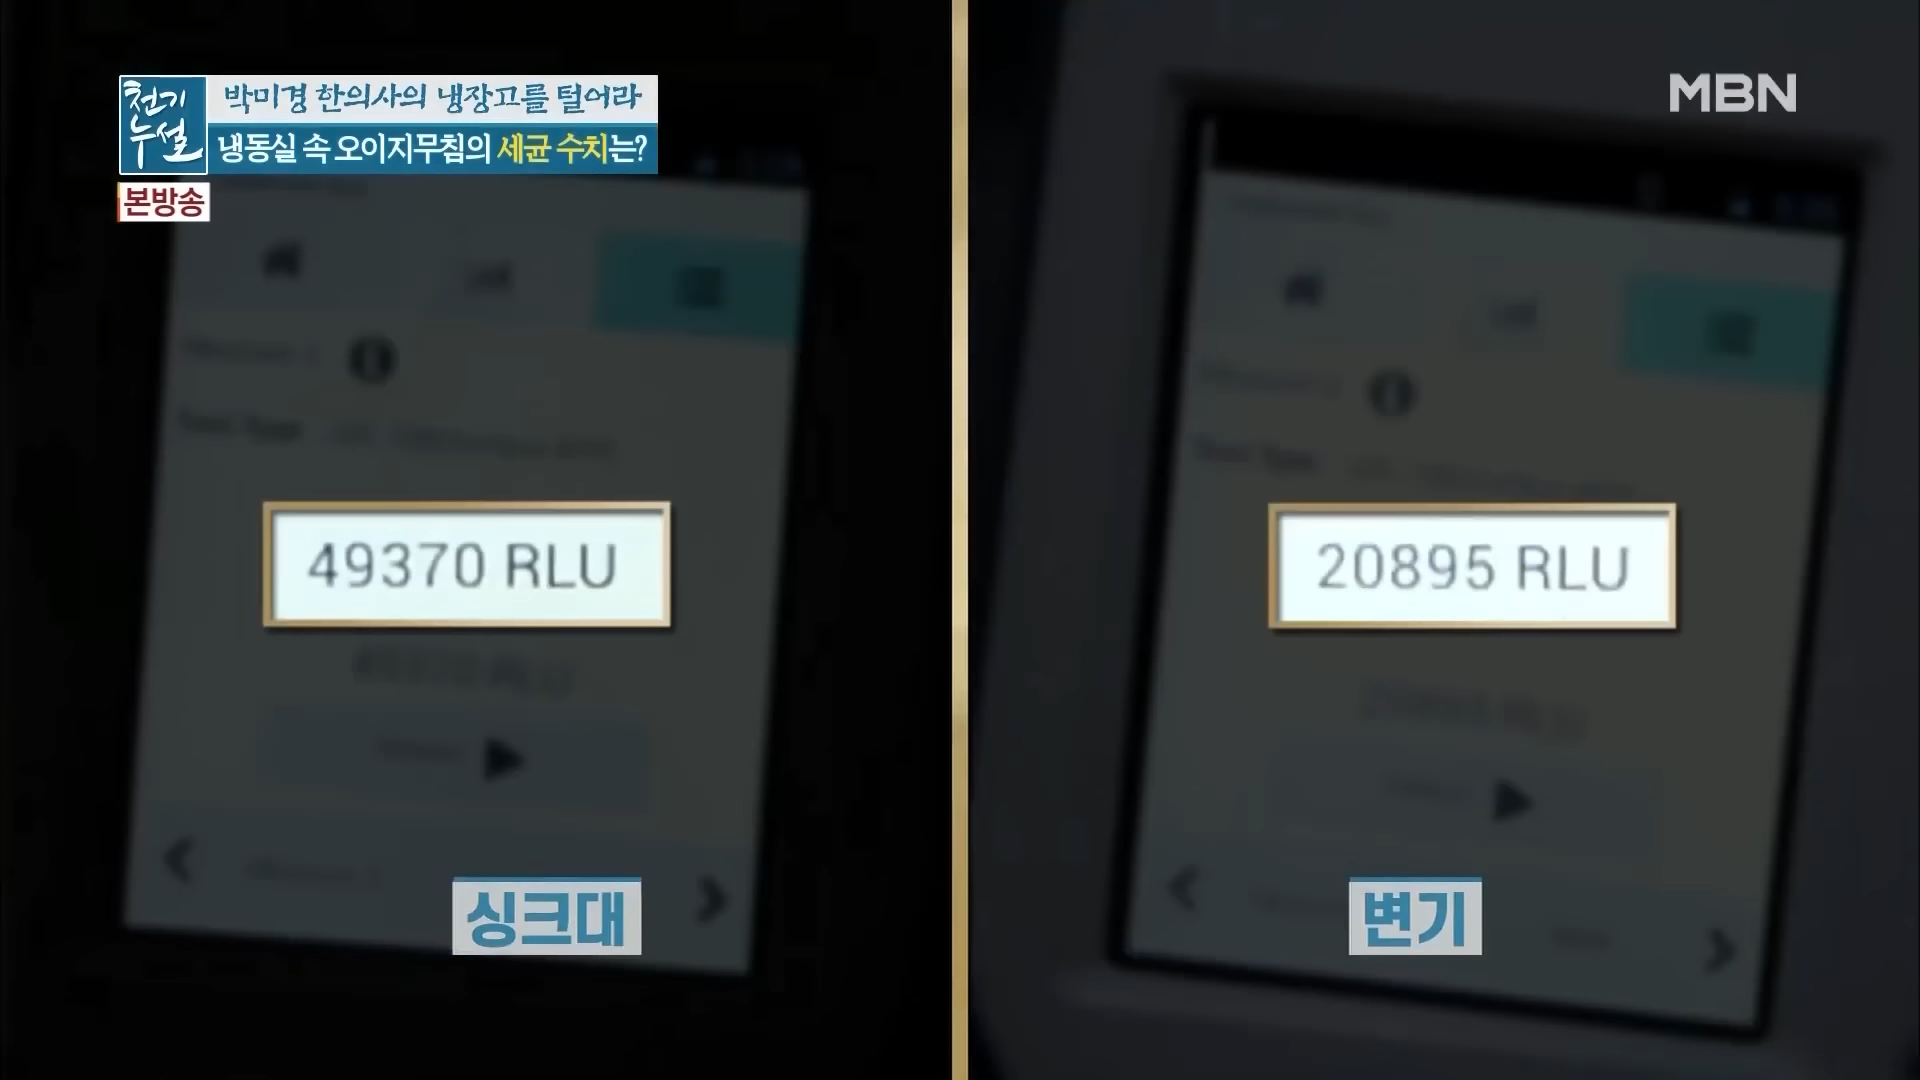 천기누설
박미경 한의사의 냉장고를 털어라
냉동실 속 오이지무침의 세균 수치는?
본방송
MBN
49370 RLU
20895 RLU
싱크대
변기